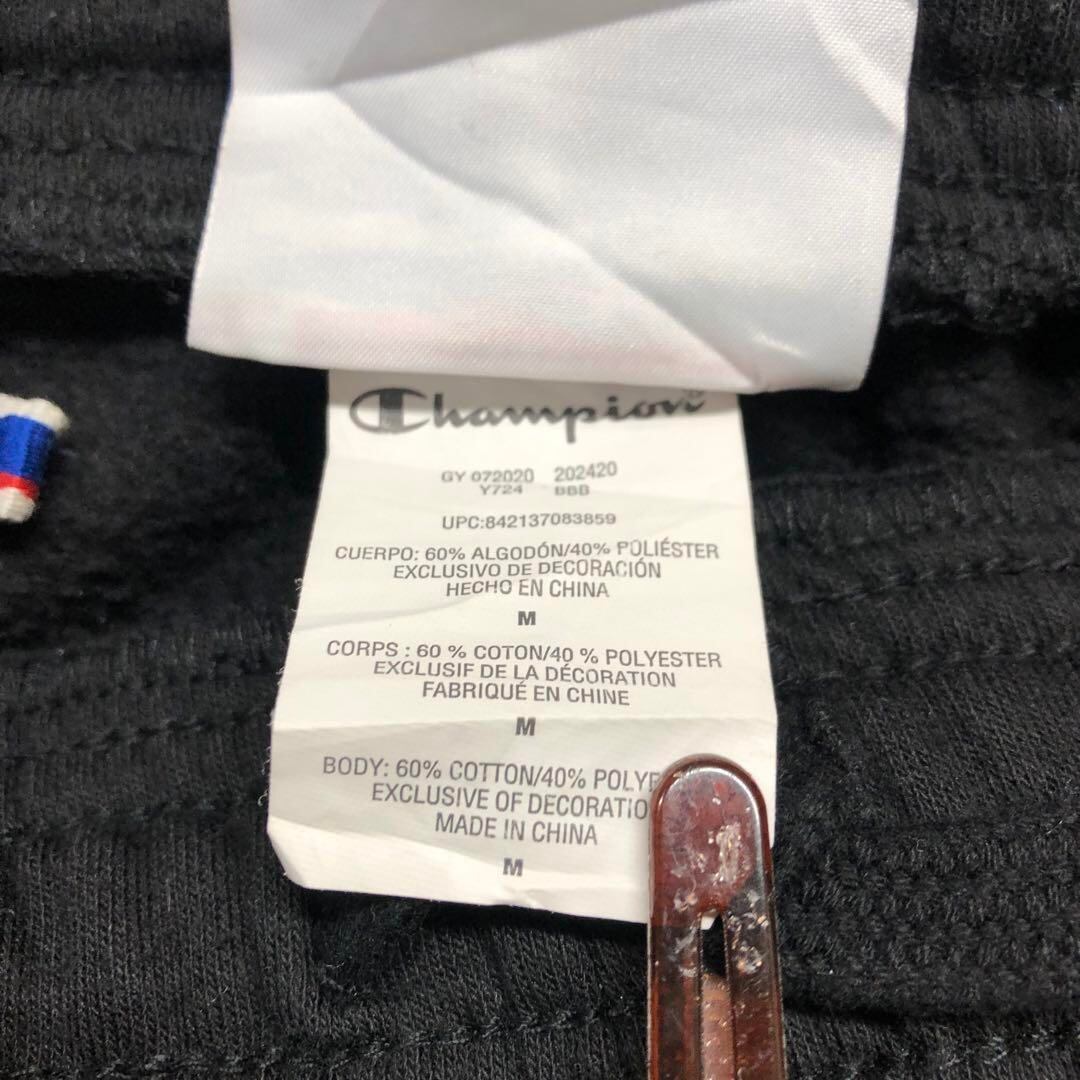 Champion
GY 072020 202420
Y724 BBB
UPC:842137083859
CUERPO: 60% ALGODÓN/40% POLIÉSTER
EXCLUSIVO DE DECORACIÓN
HECHO EN CHINA
M
CORPS : 60 % COTON/40 % POLYESTER
EXCLUSIF DE LA DÉCORATION
FABRIQUÉ EN CHINE
M
BODY: 60% COTTON/40%
EXCLUSIVE OF
MADE IN CHINA
M